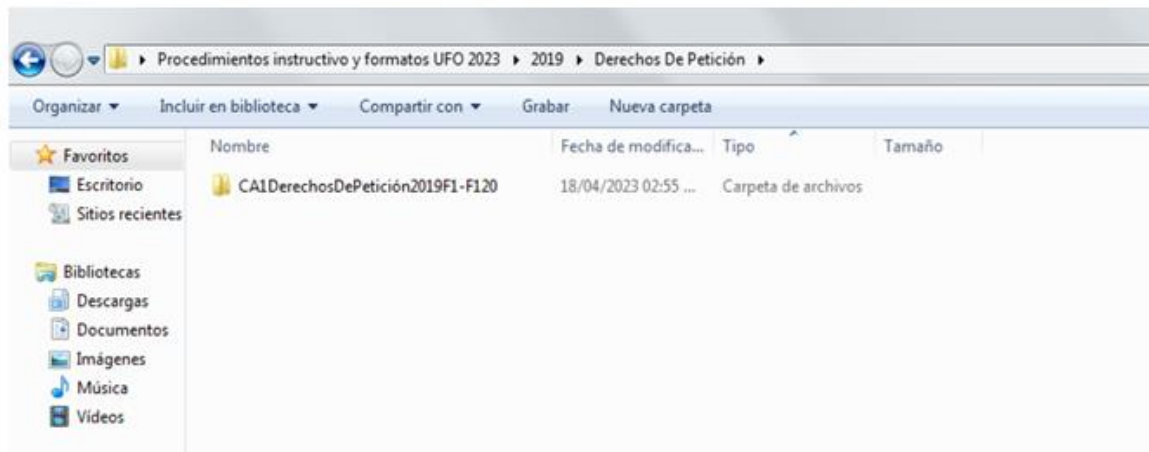 Procedimientos instructivo y formatos UFO 2023 ▸ 2019 ▸ Derechos De Petición ▸
Organizar Incluir en biblioteca Compartir con Grabar Nueva carpeta
Nombre Fecha de modifica... Tipo Tamaño
CA1DerechosDePetición2019F1-F120 18/04/2023 02:55 ... Carpeta de archivos
Favoritos
Escritorio
Sitios recientes
Bibliotecas
Descargas
Documentos
Imágenes
Música
Vídeos